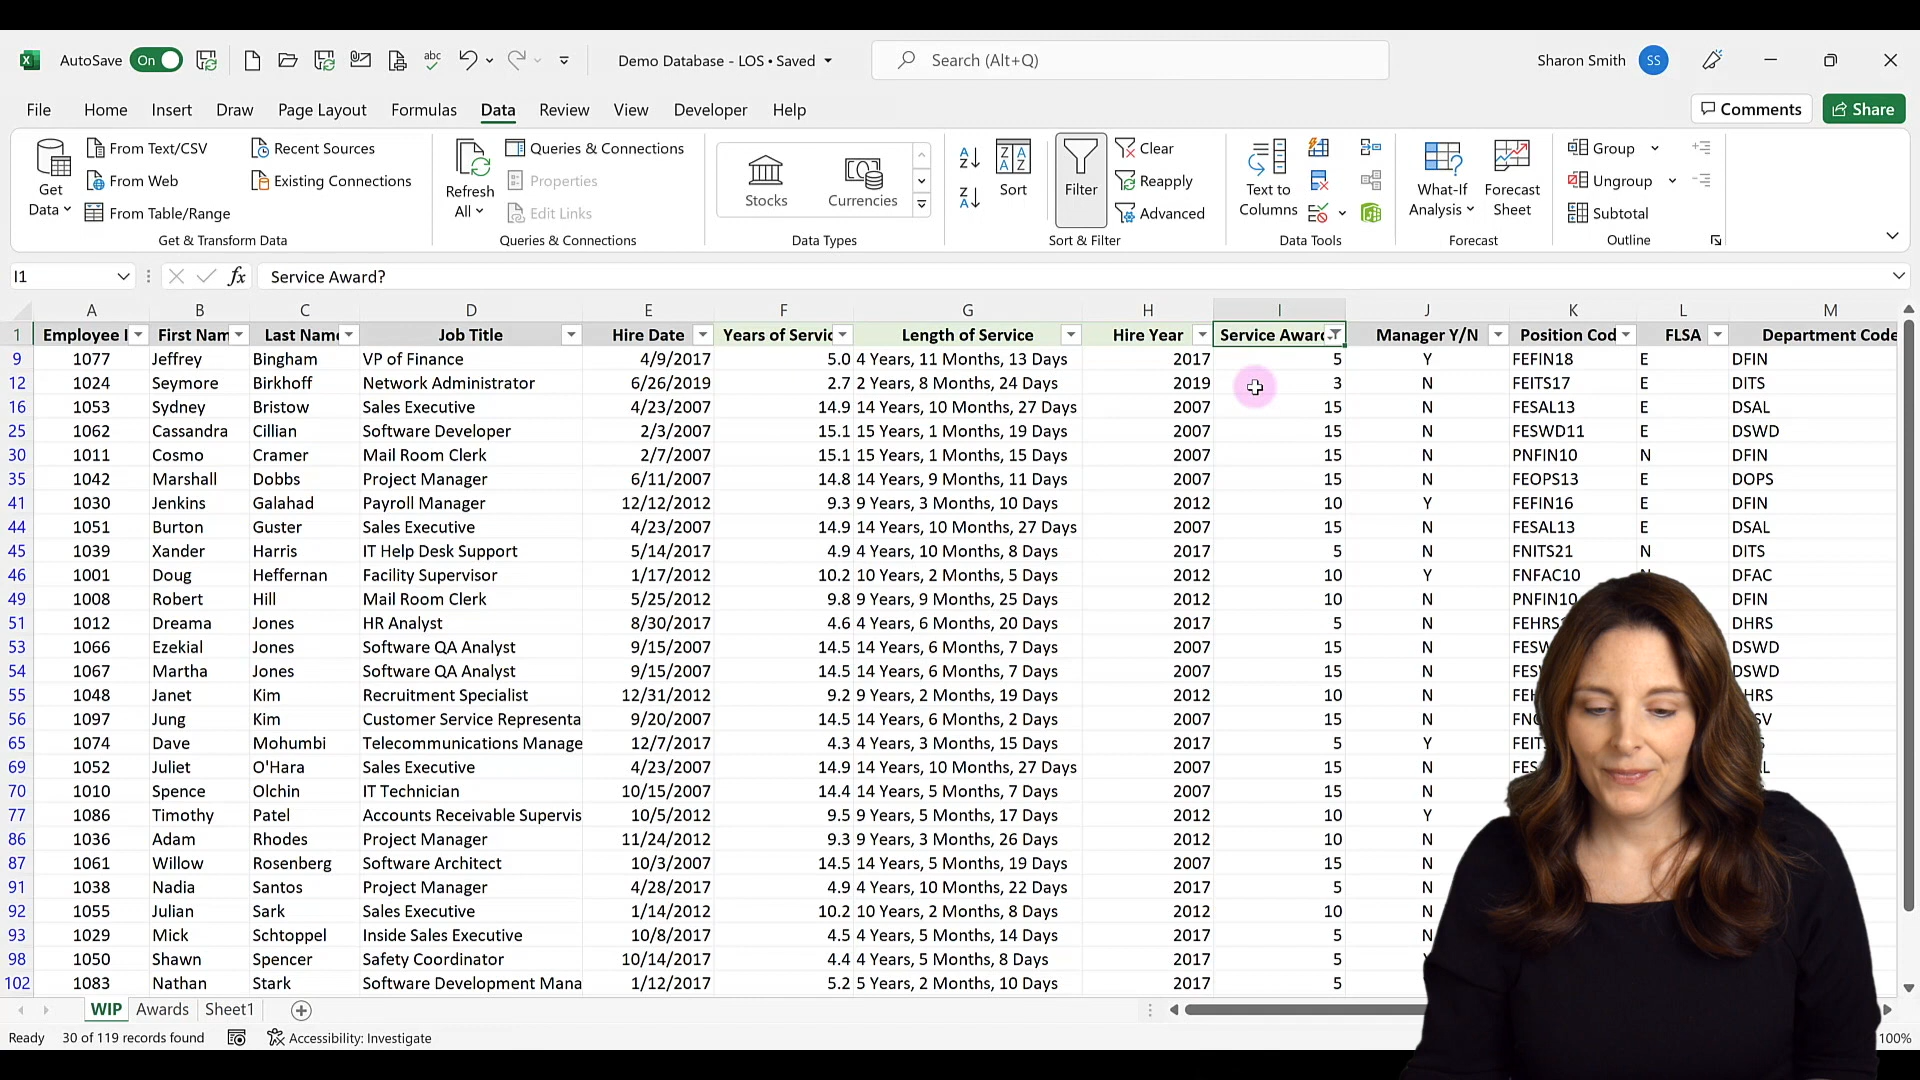 AutoSave On abc Demo Database - LOS • Saved Search (Alt+Q) Sharon Smith SS
File Home Insert Draw Page Layout Formulas Data Review View Developer Help Comments Share
Get Data
From Text/CSV
From Web
From Table/Range
Recent Sources
Existing Connections
Get & Transform Data
Refresh All
Queries & Connections
Properties
Edit Links
Queries & Connections
Stocks
Currencies
Data Types
Sort
Filter
Clear
Reapply
Advanced
Sort & Filter
Text to Columns
Data Tools
What-If Analysis
Forecast Sheet
Forecast
Group
Ungroup
Subtotal
Outline
I1 fx Service Award?
A B C D E F G H I J K L M
1 Employee I First Nam Last Name Job Title Hire Date Years of Servic Length of Service Hire Year Service Awar Manager Y/N Position Cod FLSA Department Code
9 1077 Jeffrey Bingham VP of Finance 4/9/2017 5.0 4 Years, 11 Months, 13 Days 2017 5 Y FEFIN18 E DFIN
12 1024 Seymore Birkhoff Network Administrator 6/26/2019 2.7 2 Years, 8 Months, 24 Days 2019 3 N FEITS17 E DITS
16 1053 Sydney Bristow Sales Executive 4/23/2007 14.9 14 Years, 10 Months, 27 Days 2007 15 N FESAL13 E DSAL
25 1062 Cassandra Cillian Software Developer 2/3/2007 15.1 15 Years, 1 Months, 19 Days 2007 15 N FESWD11 E DSWD
30 1011 Cosmo Cramer Mail Room Clerk 2/7/2007 15.1 15 Years, 1 Months, 15 Days 2007 15 N PNFIN10 N DFIN
35 1042 Marshall Dobbs Project Manager 6/11/2007 14.8 14 Years, 9 Months, 11 Days 2007 15 N FEOPS13 E DOPS
41 1030 Jenkins Galahad Payroll Manager 12/12/2012 9.3 9 Years, 3 Months, 10 Days 2012 10 Y FEFIN16 E DFIN
44 1051 Burton Guster Sales Executive 4/23/2007 14.9 14 Years, 10 Months, 27 Days 2007 15 N FESAL13 E DSAL
45 1039 Xander Harris IT Help Desk Support 5/14/2017 4.9 4 Years, 10 Months, 8 Days 2017 5 N FNITS21 N DITS
46 1001 Doug Heffernan Facility Supervisor 1/17/2012 10.2 10 Years, 2 Months, 5 Days 2012 10 Y FNFAC10 DFAC
49 1008 Robert Hill Mail Room Clerk 5/25/2012 9.8 9 Years, 9 Months, 25 Days 2012 10 N PNFIN10 DFIN
51 1012 Dreama Jones HR Analyst 8/30/2017 4.6 4 Years, 6 Months, 20 Days 2017 5 N FEHRS DHRS
53 1066 Ezekial Jones Software QA Analyst 9/15/2007 14.5 14 Years, 6 Months, 7 Days 2007 15 N FESW DSWD
54 1067 Martha Jones Software QA Analyst 9/15/2007 14.5 14 Years, 6 Months, 7 Days 2007 15 N FES DSWD
55 1048 Janet Kim Recruitment Specialist 12/31/2012 9.2 9 Years, 2 Months, 19 Days 2012 10 N FEH HRS
56 1097 Jung Kim Customer Service Representa 9/20/2007 14.5 14 Years, 6 Months, 2 Days 2007 15 N FNC SV
65 1074 Dave Mohumbi Telecommunications Manage 12/7/2017 4.3 4 Years, 3 Months, 15 Days 2017 5 Y FEIT S
69 1052 Juliet O'Hara Sales Executive 4/23/2007 14.9 14 Years, 10 Months, 27 Days 2007 15 N FES L
70 1010 Spence Olchin IT Technician 10/15/2007 14.4 14 Years, 5 Months, 7 Days 2007 15 N
77 1086 Timothy Patel Accounts Receivable Supervis 10/5/2012 9.5 9 Years, 5 Months, 17 Days 2012 10 Y
86 1036 Adam Rhodes Project Manager 11/24/2012 9.3 9 Years, 3 Months, 26 Days 2012 10 N
87 1061 Willow Rosenberg Software Architect 10/3/2007 14.5 14 Years, 5 Months, 19 Days 2007 15 N
91 1038 Nadia Santos Project Manager 4/28/2017 4.9 4 Years, 10 Months, 22 Days 2017 5 N
92 1055 Julian Sark Sales Executive 1/14/2012 10.2 10 Years, 2 Months, 8 Days 2012 10 N
93 1029 Mick Schtoppel Inside Sales Executive 10/8/2017 4.5 4 Years, 5 Months, 14 Days 2017 5 N
98 1050 Shawn Spencer Safety Coordinator 10/14/2017 4.4 4 Years, 5 Months, 8 Days 2017 5
102 1083 Nathan Stark Software Development Mana 1/12/2017 5.2 5 Years, 2 Months, 10 Days 2017 5
WIP Awards Sheet1
Ready 30 of 119 records found Accessibility: Investigate 100%